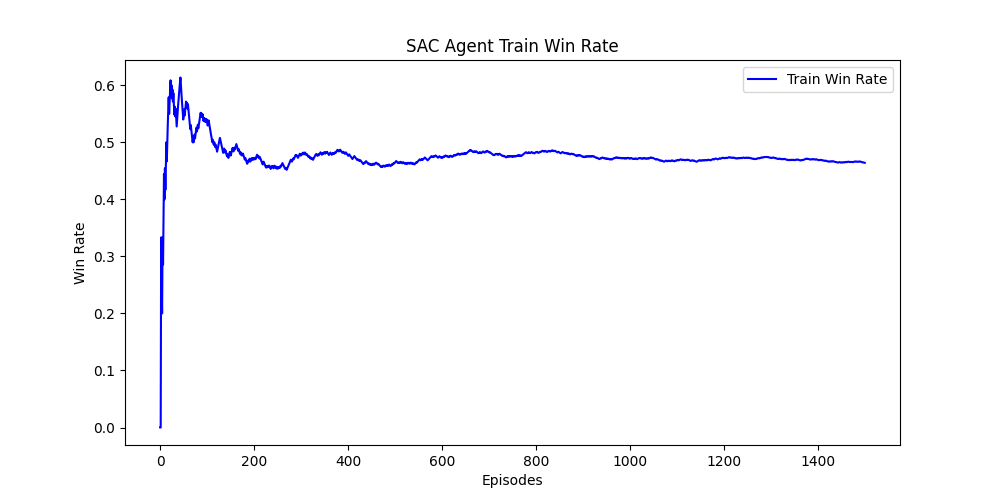 SAC Agent Train Win Rate
Train Win Rate
Win Rate
0.6
0.5
0.4
0.3
0.2
0.1
0.0
0 200 400 600 800 1000 1200 1400
Episodes